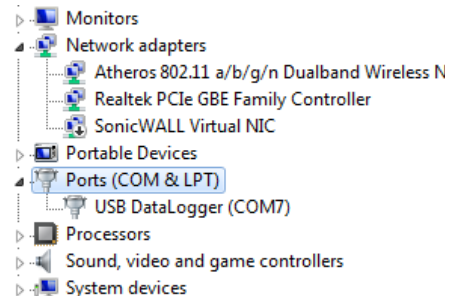 Monitors
Network adapters
Atheros 802.11 a/b/g/n Dualband Wireless N
Realtek PCIe GBE Family Controller
SonicWALL Virtual NIC
Portable Devices
Ports (COM & LPT)
USB DataLogger (COM7)
Processors
Sound, video and game controllers
System devices